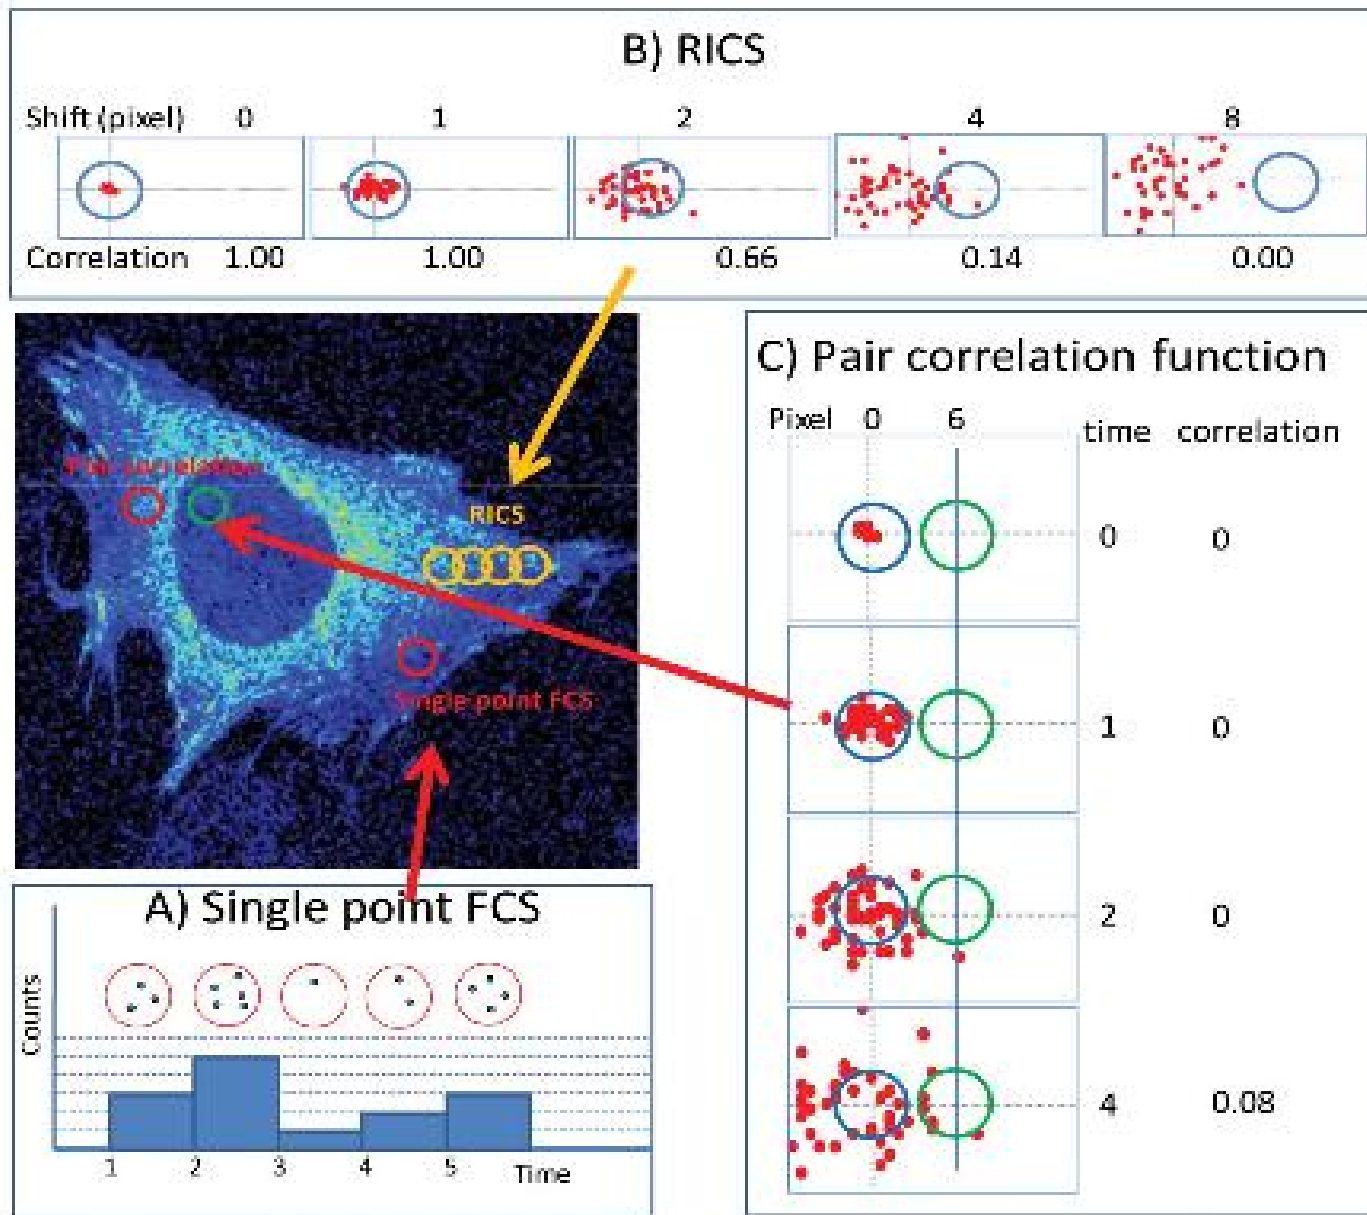 B) RICS
Shift (pixel) 0 1 2 4 8
Correlation 1.00 1.00 0.66 0.14 0.00
Pair correlation
RICS
Single point FCS
C) Pair correlation function
Pixel 0 6 time correlation
0 0
1 0
2 0
4 0.08
A) Single point FCS
Counts
1 2 3 4 5 Time